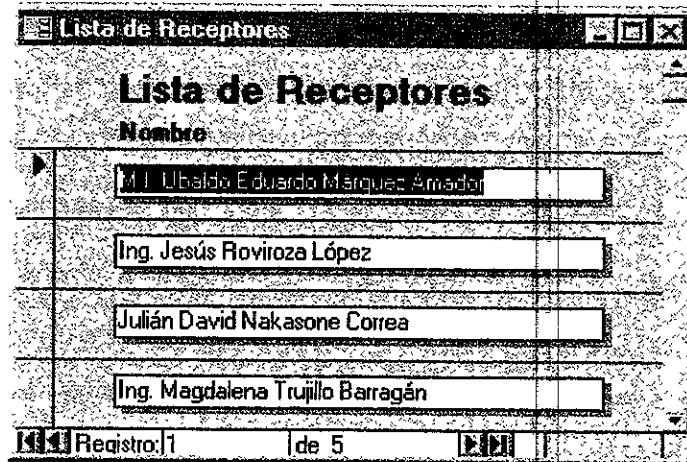 Lista de Receptores
Lista de Receptores
Nombre
M.I. Ubaldo Eduardo Márquez Amador
Ing. Jesús Roviroza López
Julián David Nakasone Correa
Ing. Magdalena Trujillo Barragán
Registro: 1 de 5